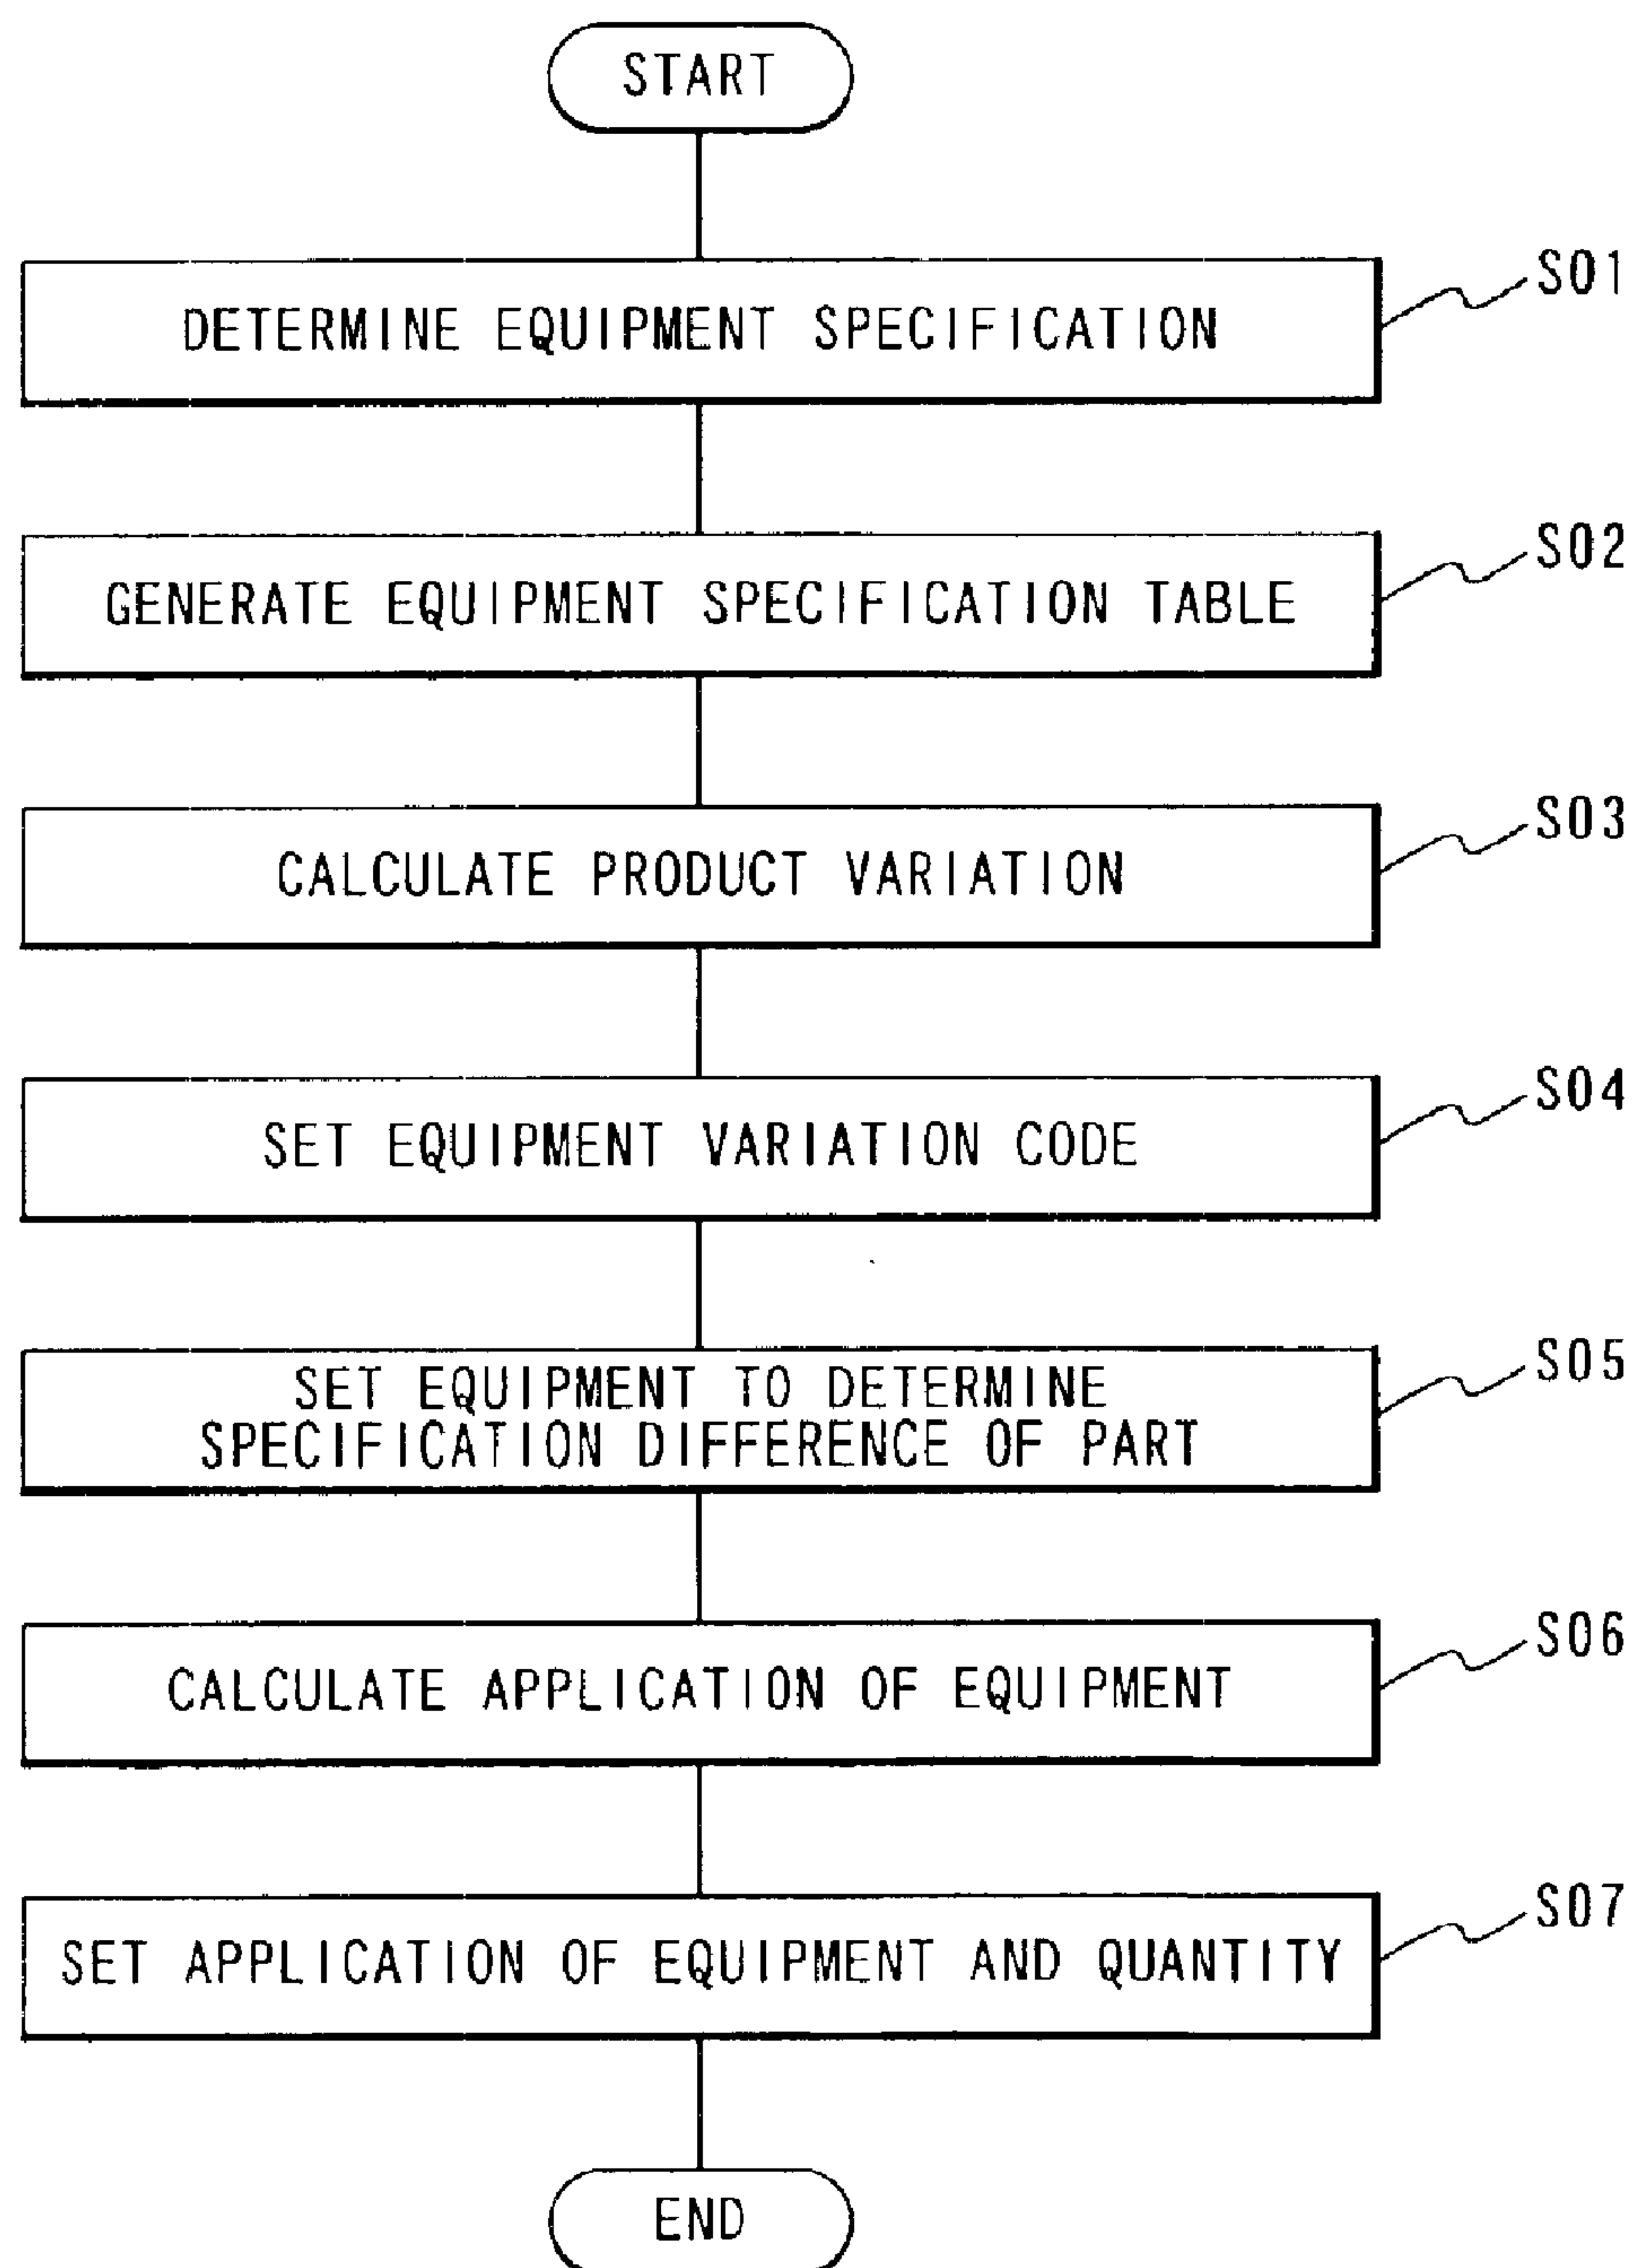 START
S01
DETERMINE EQUIPMENT SPECIFICATION
S02
GENERATE EQUIPMENT SPECIFICATION TABLE
S03
CALCULATE PRODUCT VARIATION
S04
SET EQUIPMENT VARIATION CODE
S05
SET EQUIPMENT TO DETERMINE
SPECIFICATION DIFFERENCE OF PART
S06
CALCULATE APPLICATION OF EQUIPMENT
S07
SET APPLICATION OF EQUIPMENT AND QUANTITY
END